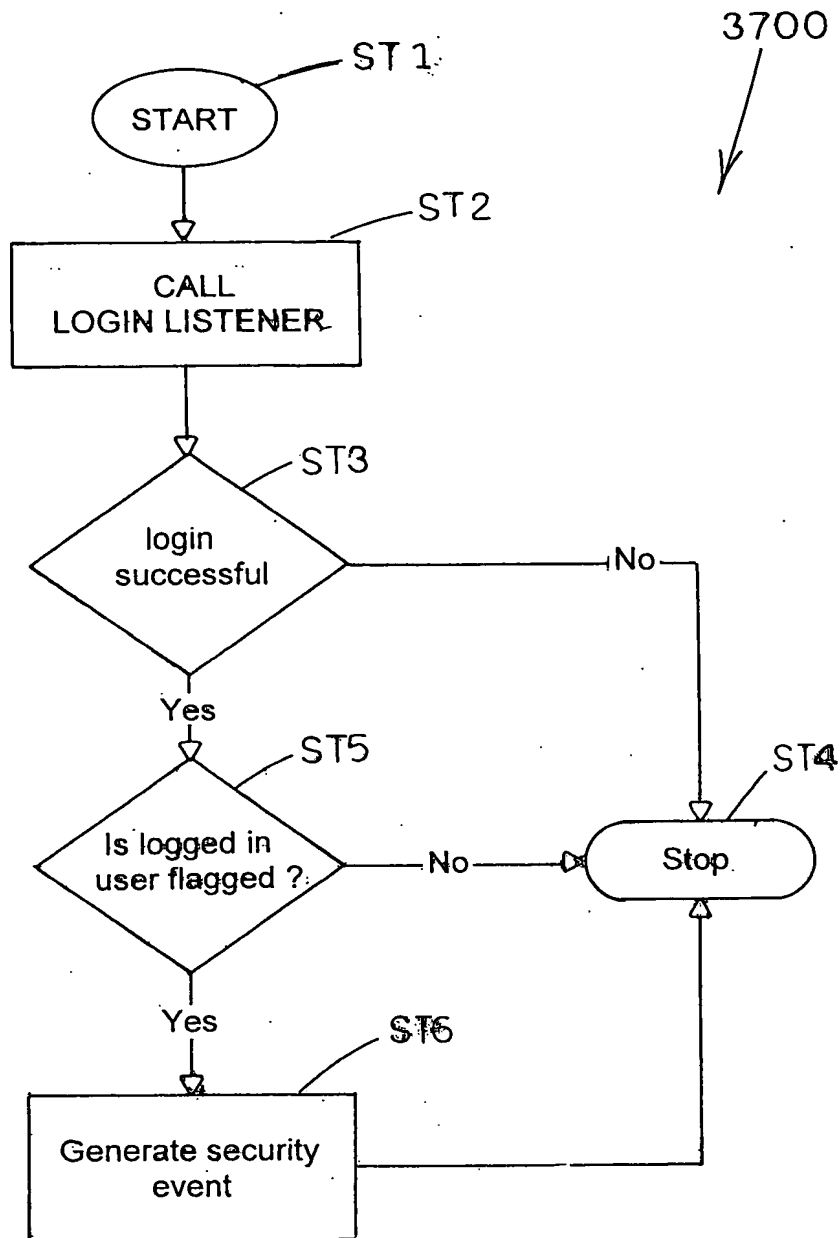 3700
ST1
START
ST2
CALL
LOGIN LISTENER
ST3
login
successful
No
Yes
ST5
ST4
Is logged in
user flagged ?
No
Stop
Yes
ST6
Generate security
event